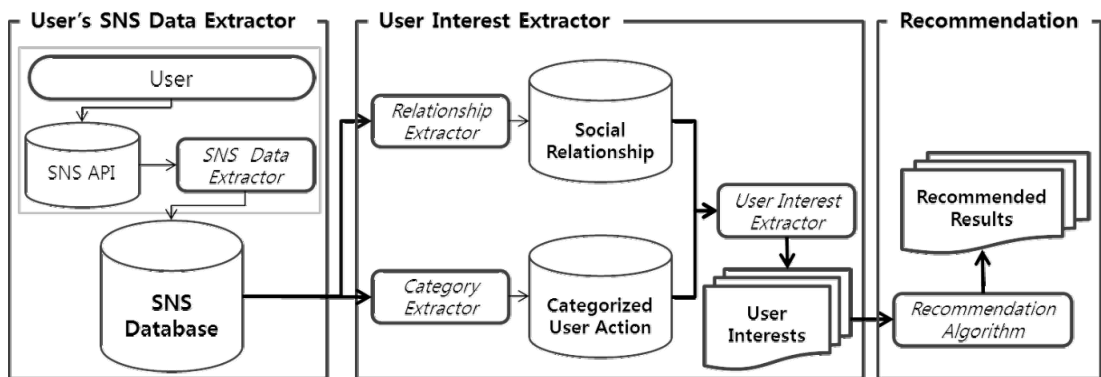 User's SNS Data Extractor
User
SNS API
SNS Data
Extractor
SNS
Database
User Interest Extractor
Relationship
Extractor
Social
Relationship
Category
Extractor
Categorized
User Action
User Interest
Extractor
User
Interests
Recommendation
Recommended
Results
Recommendation
Algorithm